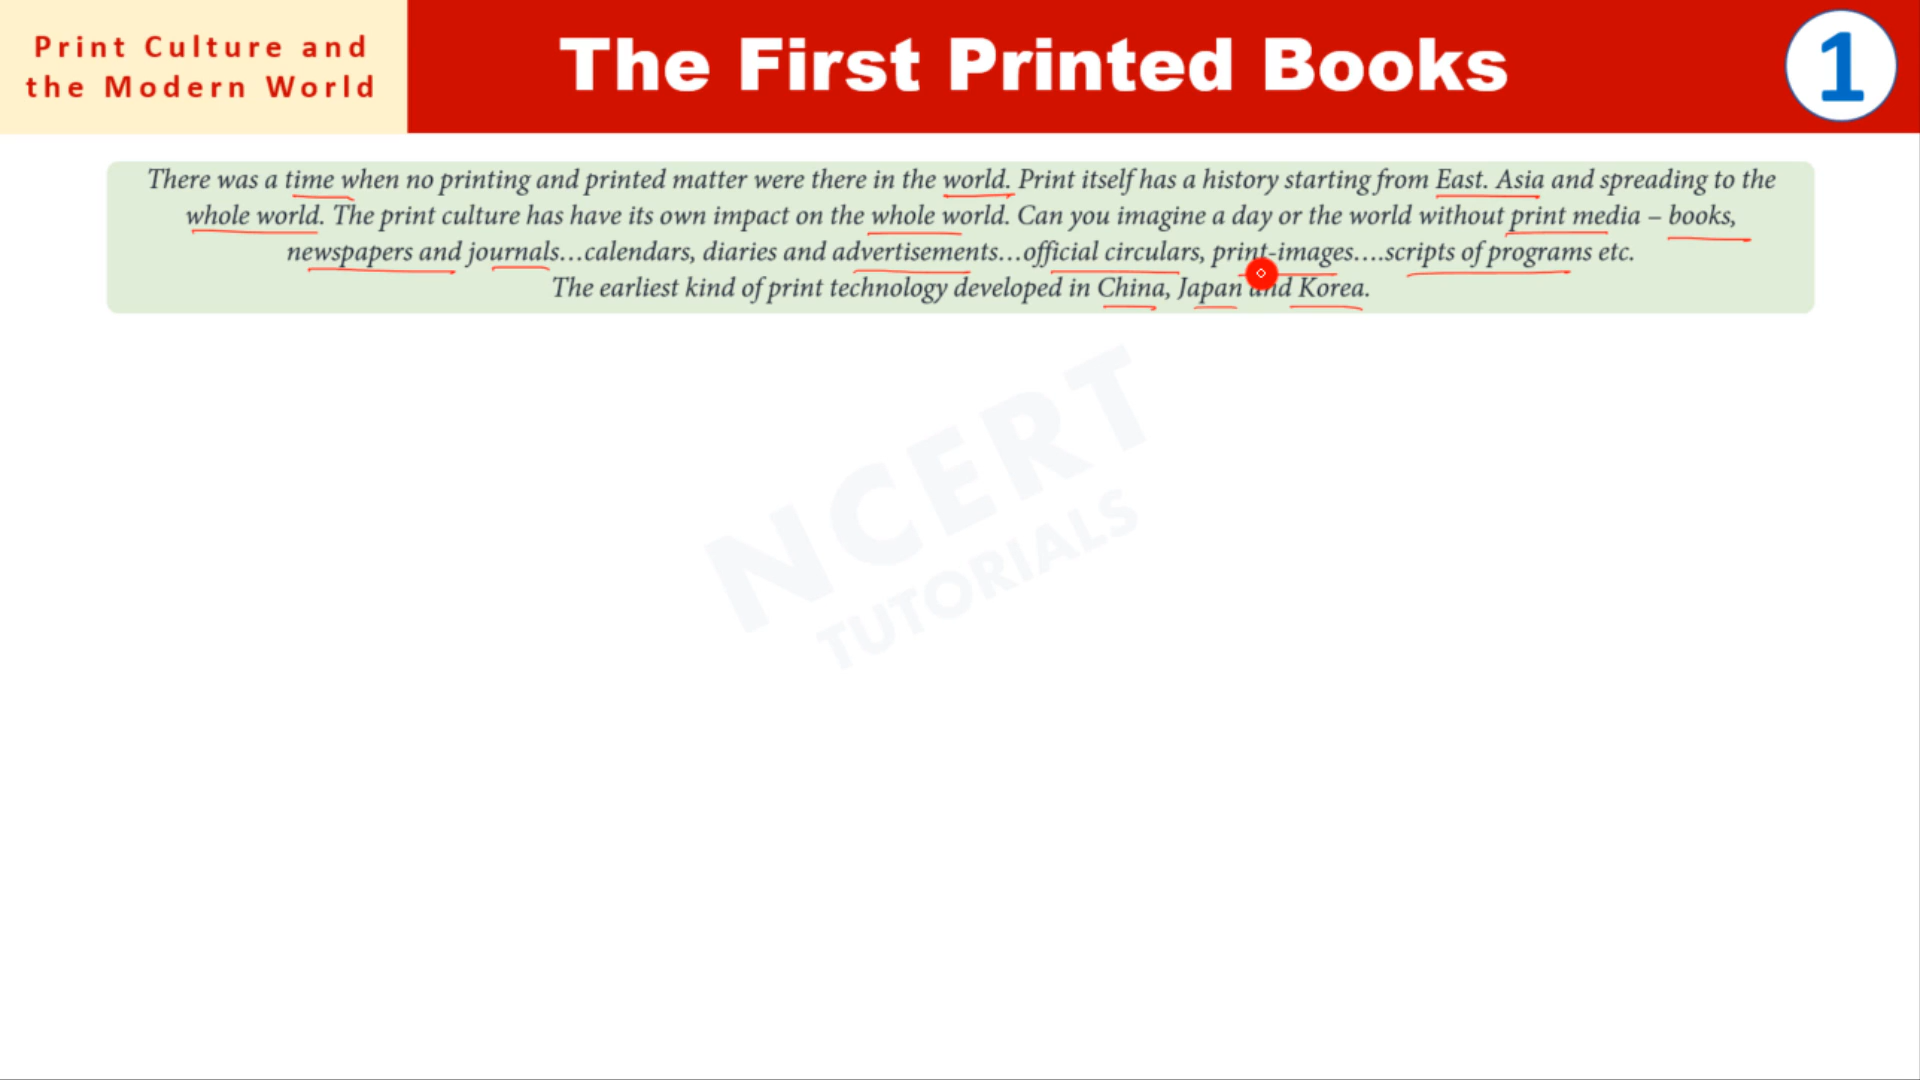 Print Culture and
the Modern World
The First Printed Books
1
There was a time when no printing and printed matter were there in the world. Print itself has a history starting from East. Asia and spreading to the
whole world. The print culture has have its own impact on the whole world. Can you imagine a day or the world without print media – books,
newspapers and journals…calendars, diaries and advertisements…official circulars, print-images….scripts of programs etc.
The earliest kind of print technology developed in China, Japan and Korea.
NCERT
TUTORIALS